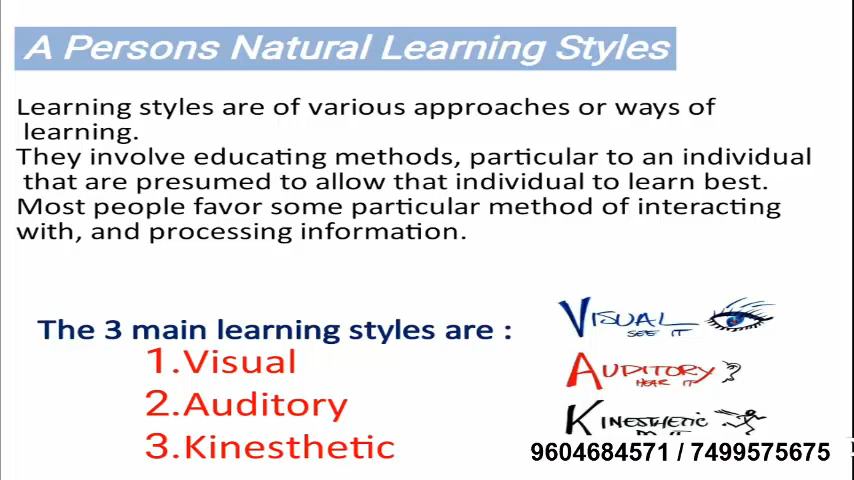 A Persons Natural Learning Styles
Learning styles are of various approaches or ways of
learning.
They involve educating methods, particular to an individual
that are presumed to allow that individual to learn best.
Most people favor some particular method of interacting
with, and processing information.
The 3 main learning styles are :
1.Visual
2.Auditory
3.Kinesthetic
VISUAL
SEE IT
AUDITORY
HEAR IT
KINESTHETIC
IT
9604684571 / 7499575675